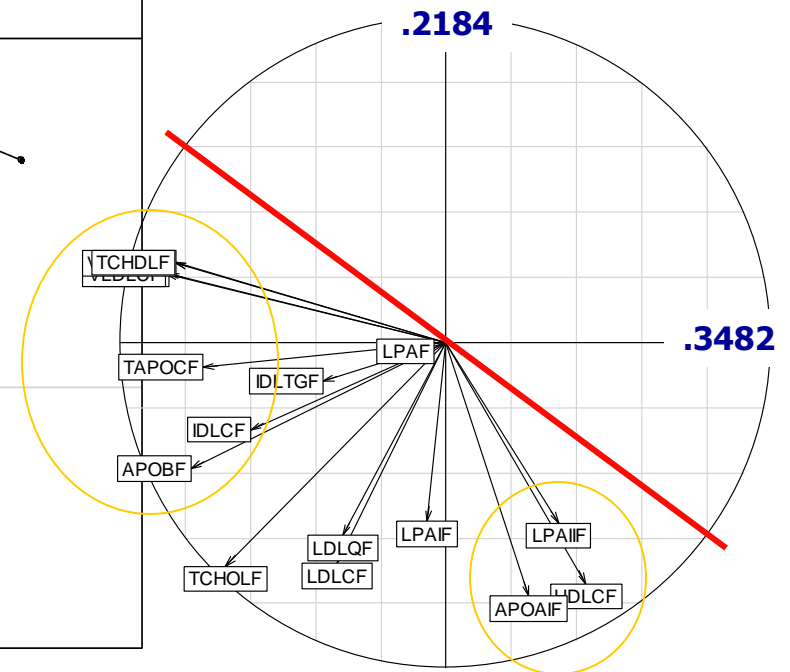 .2184
TCHDLF
LPAF
.3482
TAPOCF
IDLTGF
IDLCF
APOBF
LPAIF
LPAIIF
LDLQF
LDLCF
TCHOLF
HDLCF
APOAIF